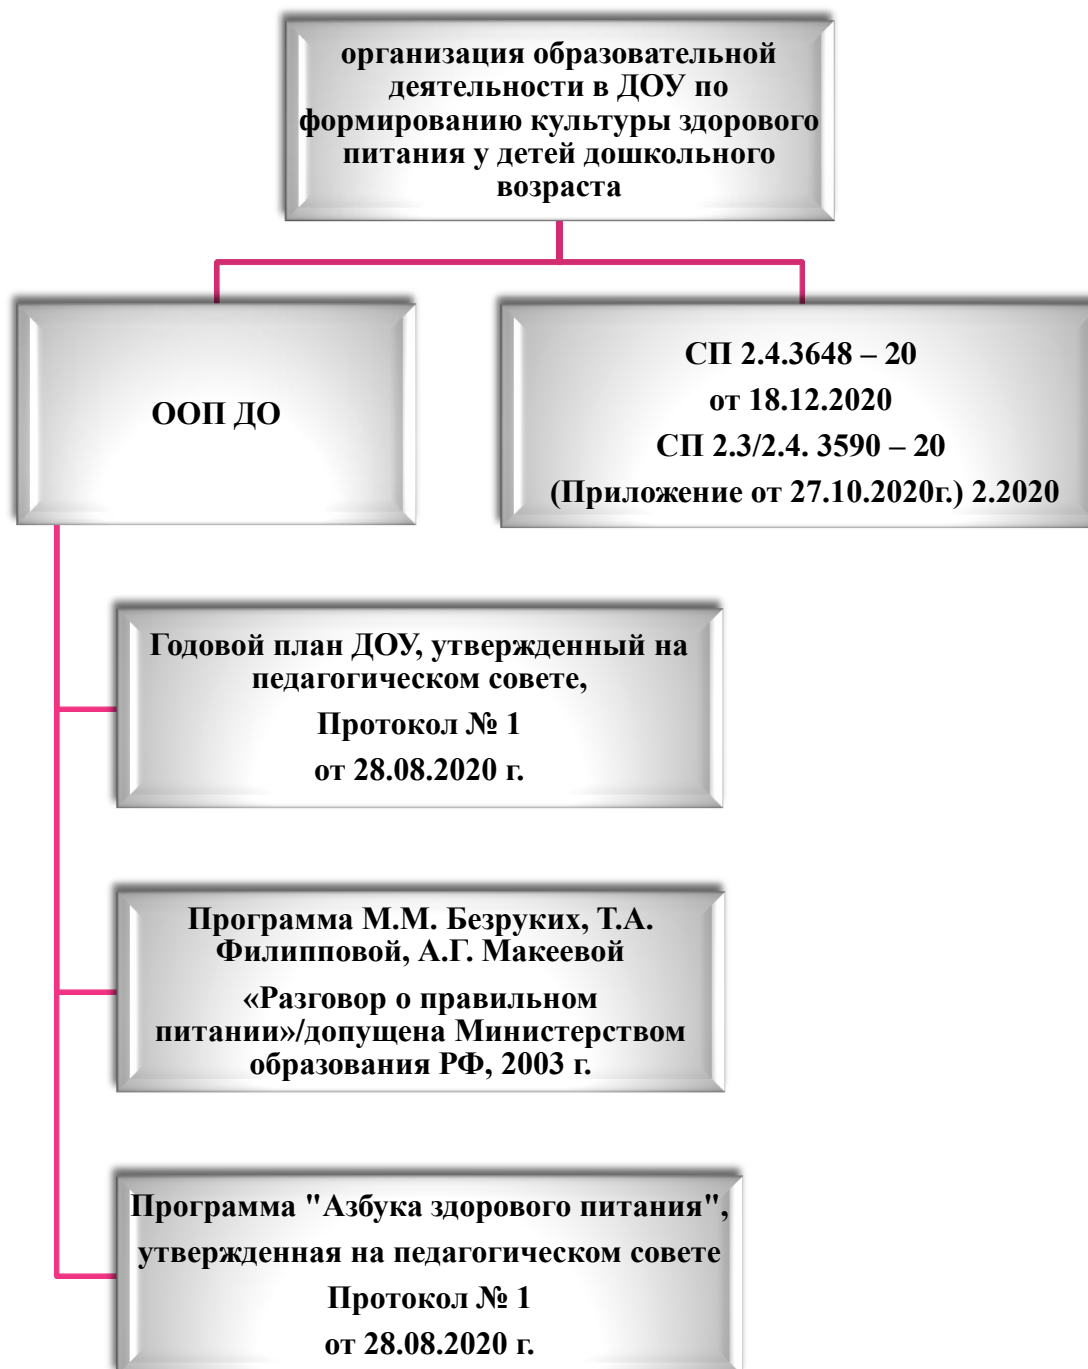 организация образовательной
деятельности в ДОУ по
формированию культуры здорового
питания у детей дошкольного
возраста
ООП ДО
СП 2.4.3648 – 20
от 18.12.2020
СП 2.3/2.4. 3590 – 20
(Приложение от 27.10.2020г.) 2.2020
Годовой план ДОУ, утвержденный на
педагогическом совете,
Протокол № 1
от 28.08.2020 г.
Программа М.М. Безруких, Т.А.
Филипповой, А.Г. Макеевой
«Разговор о правильном
питании»/допущена Министерством
образования РФ, 2003 г.
Программа "Азбука здорового питания",
утвержденная на педагогическом совете
Протокол № 1
от 28.08.2020 г.